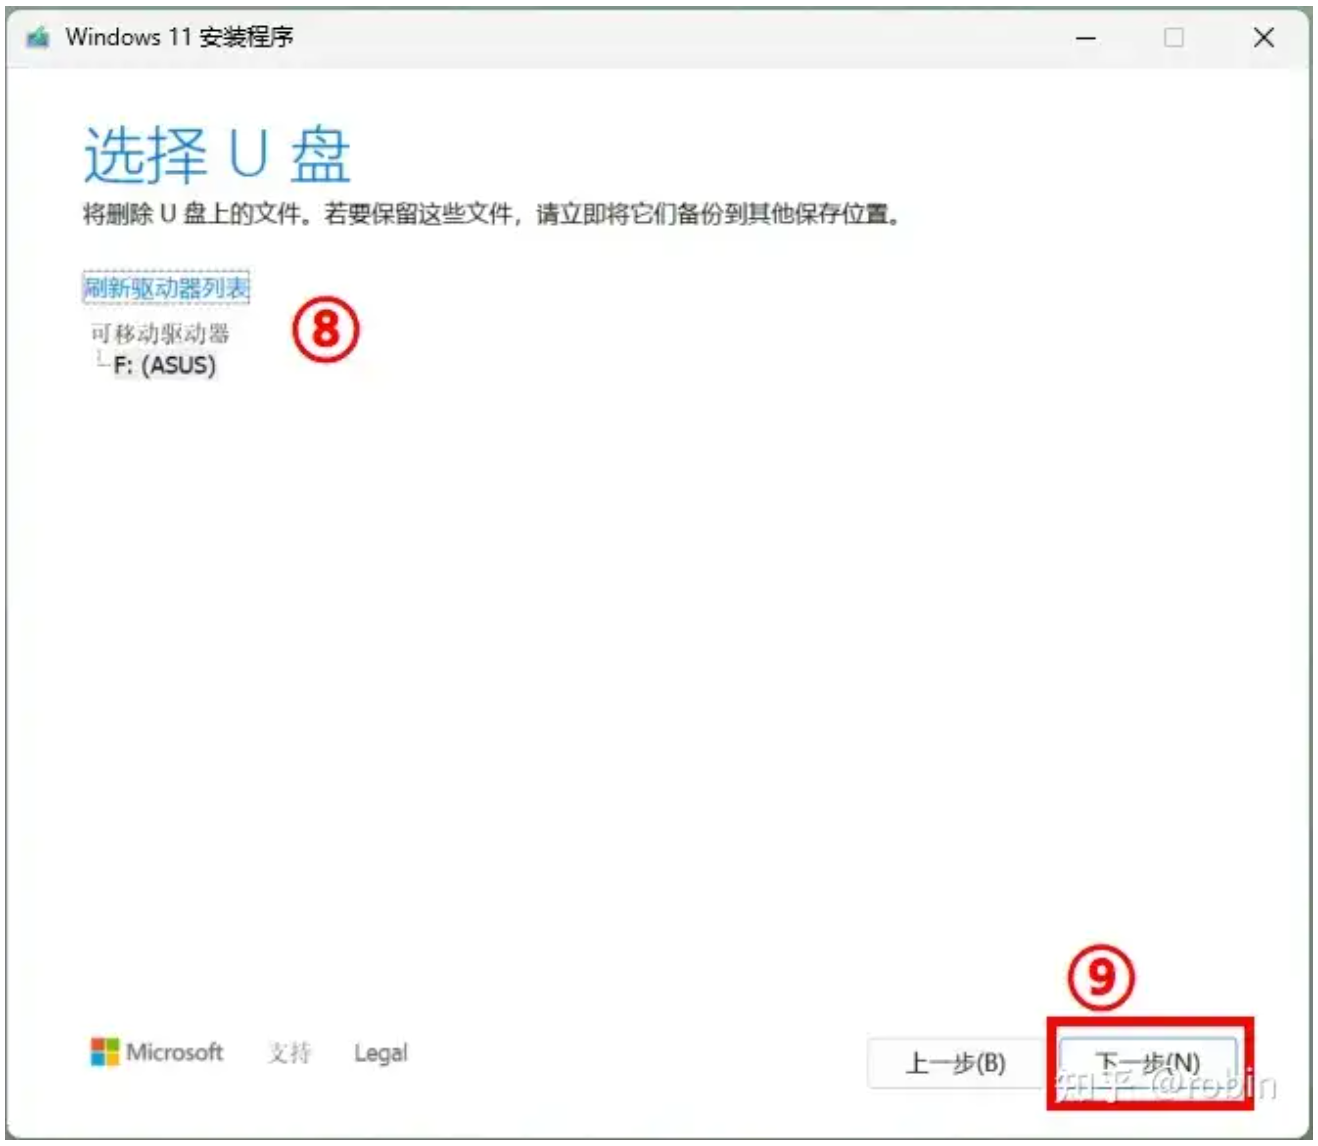 Windows 11 安装程序
选择 U 盘
将删除 U 盘上的文件。若要保留这些文件，请立即将它们备份到其他保存位置。
刷新驱动器列表
⑧
可移动驱动器
F: (ASUS)
⑨
Microsoft 支持 Legal
上一步(B) 下一步(N)
知乎 @robin